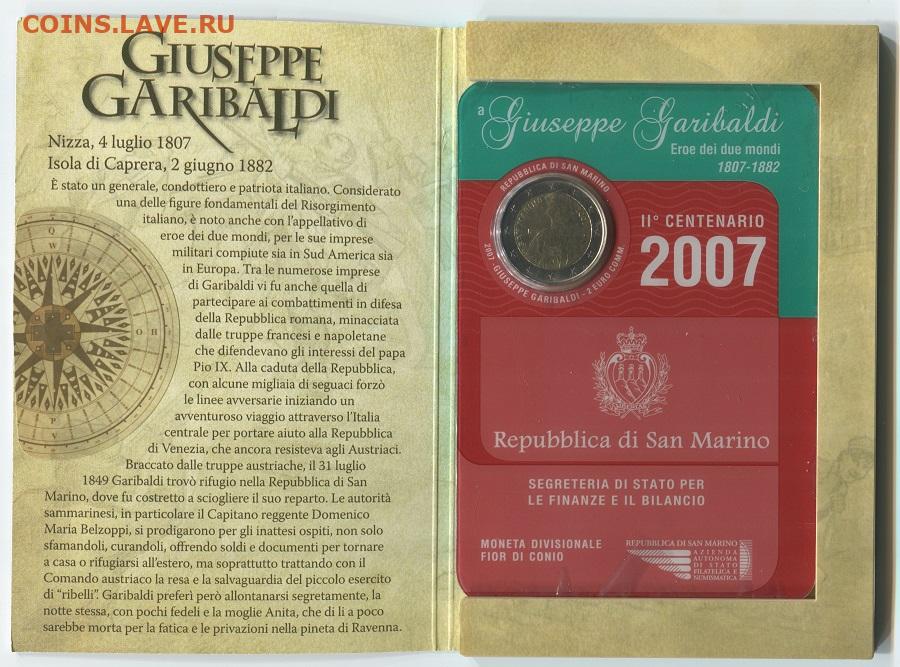 COINS.LAVE.RU
GIUSEPPE
GARIBALDI
Nizza, 4 luglio 1807
Isola di Caprera, 2 giugno 1882
È stato un generale, condottiero e patriota italiano. Considerato
una delle figure fondamentali del Risorgimento
italiano, è noto anche con l'appellativo di
eroe dei due mondi, per le sue imprese
militari compiute sia in Sud America sia
in Europa. Tra le numerose imprese
di Garibaldi vi fu anche quella di
partecipare ai combattimenti in difesa
della Repubblica romana, minacciata
dalle truppe francesi e napoletane
che difendevano gli interessi del papa
Pio IX. Alla caduta della Repubblica,
con alcune migliaia di seguaci forzò
le linee avversarie iniziando un
avventuroso viaggio attraverso l'Italia
centrale per portare aiuto alla Repubblica
di Venezia, che ancora resisteva agli Austriaci.
Braccato dalle truppe austriache, il 31 luglio
1849 Garibaldi trovò rifugio nella Repubblica di San
Marino, dove fu costretto a sciogliere il suo reparto. Le autorità
sammarinesi, in particolare il Capitano reggente Domenico
Maria Belzoppi, si prodigarono per gli inattesi ospiti, non solo
sfamandoli, curandoli, offrendo soldi e documenti per tornare
a casa o rifugiarsi all'estero, ma soprattutto trattando con il
Comando austriaco la resa e la salvaguardia del piccolo esercito
di "ribelli". Garibaldi preferì però allontanarsi segretamente, la
notte stessa, con pochi fedeli e la moglie Anita, che di lì a poco
sarebbe morta per la fatica e le privazioni nella pineta di Ravenna.
a Giuseppe Garibaldi
Eroe dei due mondi
1807-1882
REPUBBLICA DI SAN MARINO
2007 - GIUSEPPE GARIBALDI - 2 EURO COMM.
II° CENTENARIO
2007
LIBERTAS
Repubblica di San Marino
SEGRETERIA DI STATO PER
LE FINANZE E IL BILANCIO
MONETA DIVISIONALE
FIOR DI CONIO
REPUBBLICA DI SAN MARINO
AZIENDA
AUTONOMA
DI STATO
FILATELICA E
NUMISMATICA